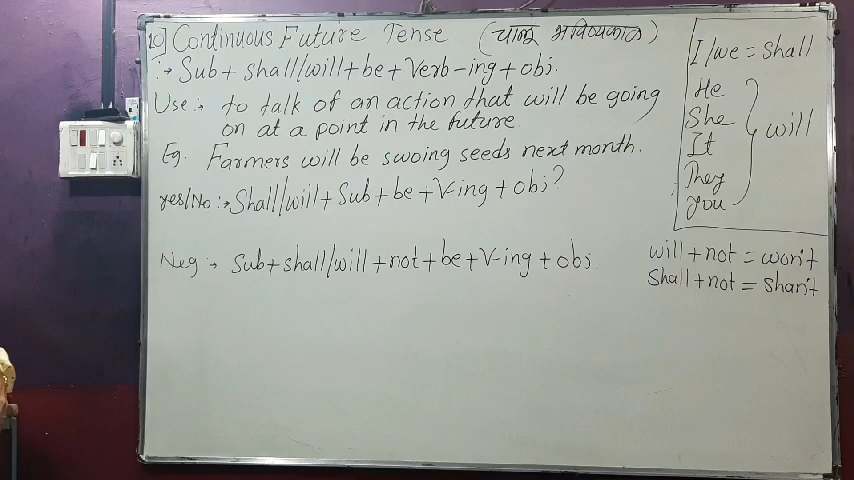 10) Continuous Future Tense (चालू भविष्यकाळ)
:→ Sub + shall/will + be + Verb-ing + obj.
Use :→ to talk of an action that will be going
on at a point in the future.
Eg. Farmers will be swoing seeds next month.
Yes/No :→ Shall/will + Sub + be + V-ing + obj?
Neg :→ Sub + shall/will + not + be + V-ing + obj
I/we = shall
He
She
It
They
You
will
will + not = won't
Shall + not = Shan't